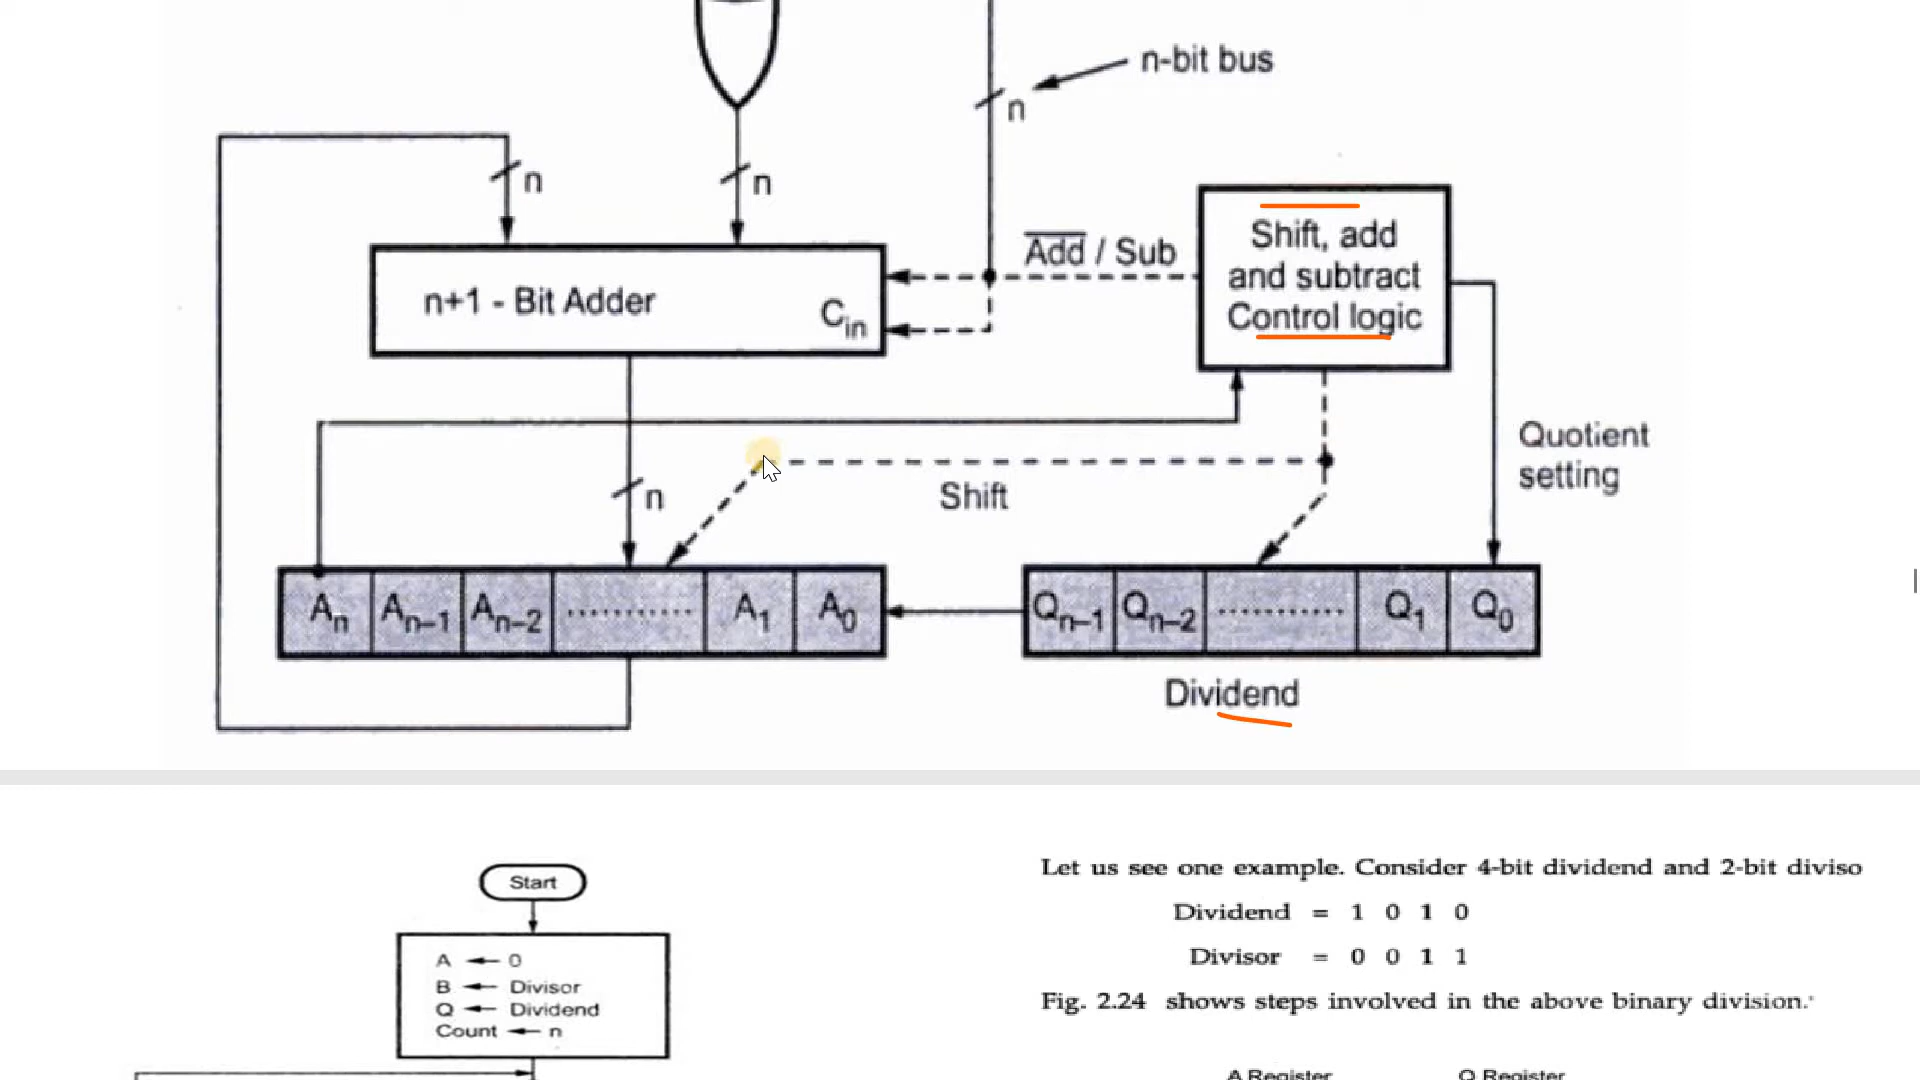 n-bit bus
n
n
n
Add / Sub
Shift, add
and subtract
Control logic
n+1 - Bit Adder
Cin
Quotient
setting
n
Shift
An
An–1
An–2
............
A1
A0
Qn–1
Qn–2
............
Q1
Q0
Dividend
Start
A ← 0
B ← Divisor
Q ← Dividend
Count ← n
Let us see one example. Consider 4-bit dividend and 2-bit diviso
Dividend = 1 0 1 0
Divisor = 0 0 1 1
Fig. 2.24 shows steps involved in the above binary division.
A Register
Q Register